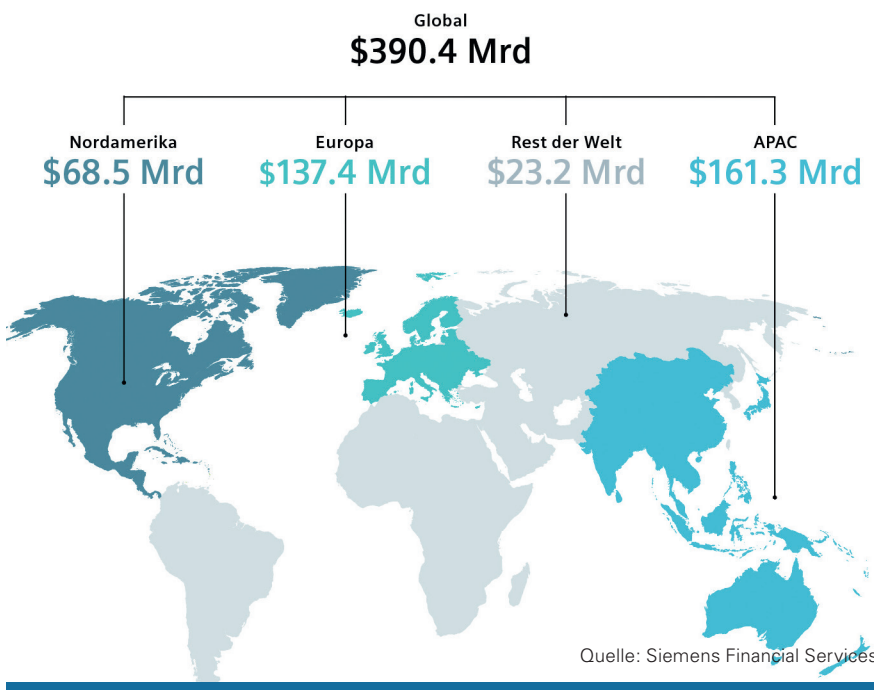 Global
$390.4 Mrd
Nordamerika
$68.5 Mrd
Europa
$137.4 Mrd
Rest der Welt
$23.2 Mrd
APAC
$161.3 Mrd
Quelle: Siemens Financial Services